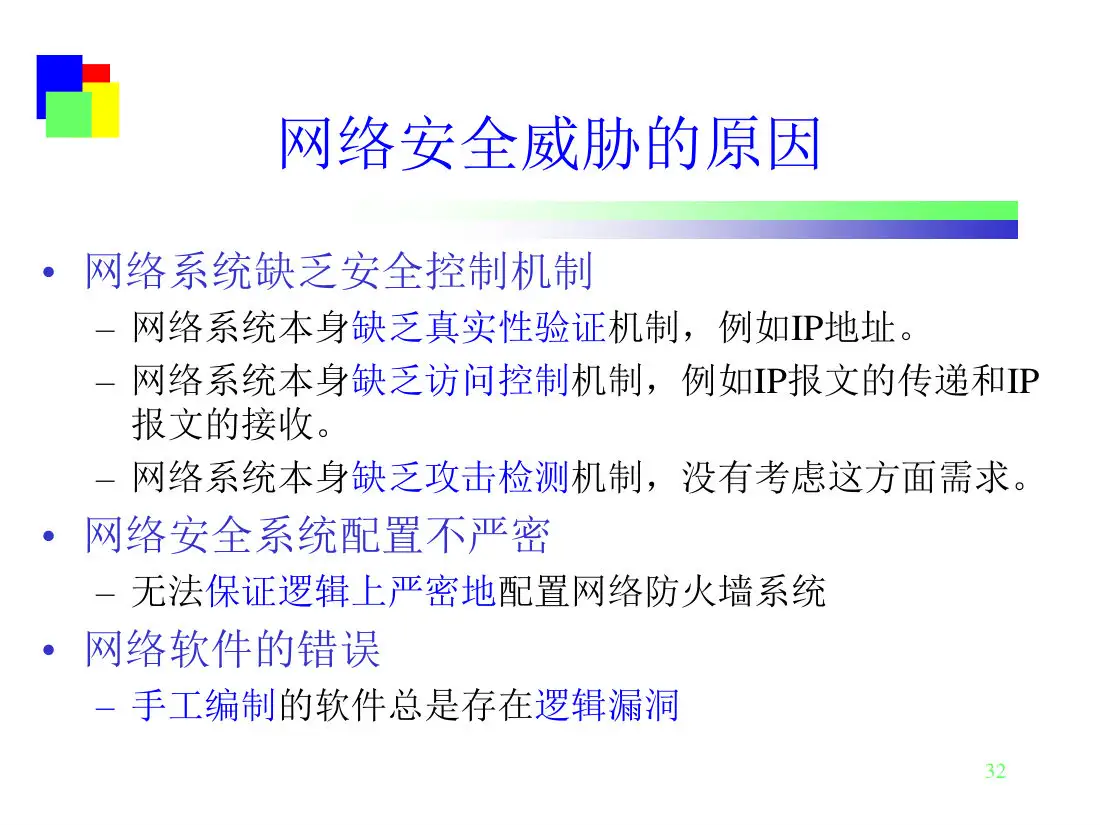 网络安全威胁的原因
• 网络系统缺乏安全控制机制
– 网络系统本身缺乏真实性验证机制，例如IP地址。
– 网络系统本身缺乏访问控制机制，例如IP报文的传递和IP
报文的接收。
– 网络系统本身缺乏攻击检测机制，没有考虑这方面需求。
• 网络安全系统配置不严密
– 无法保证逻辑上严密地配置网络防火墙系统
• 网络软件的错误
– 手工编制的软件总是存在逻辑漏洞
32